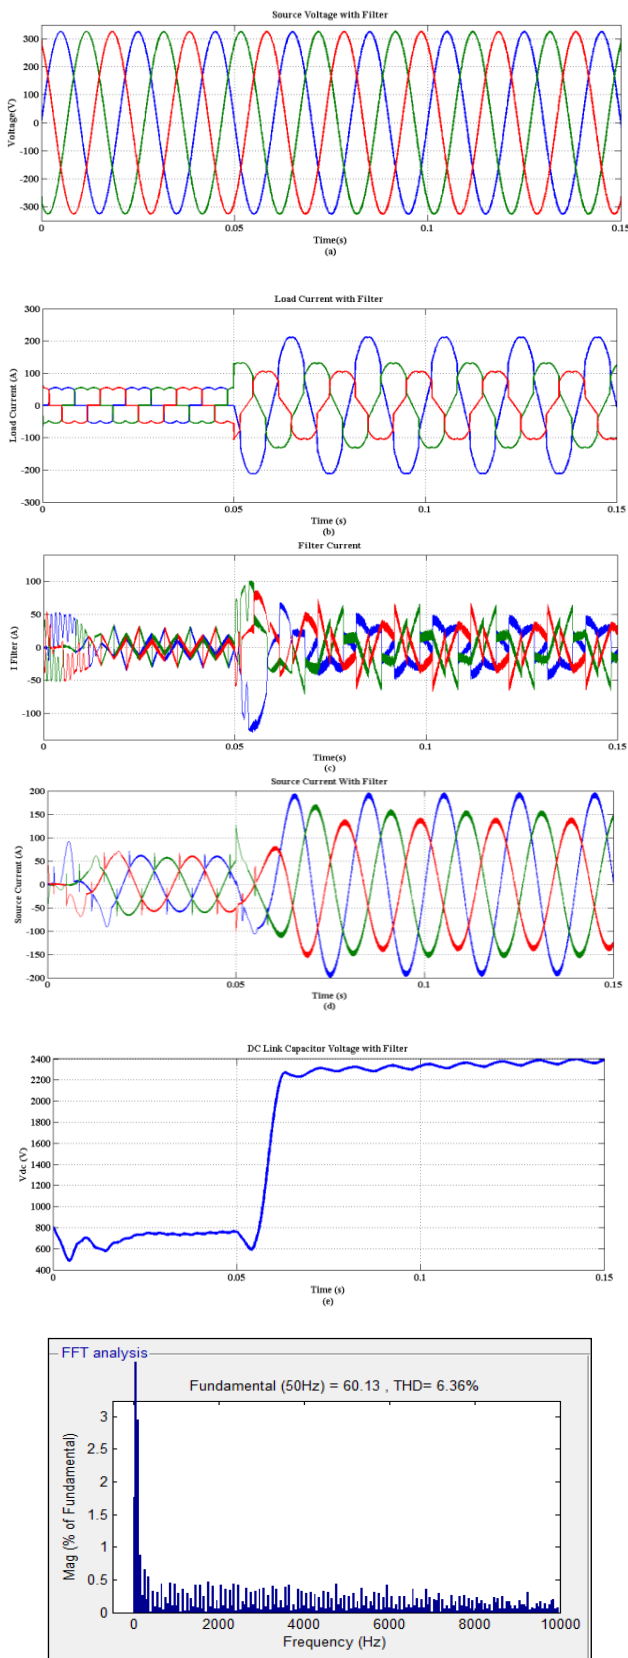 Source Voltage with Filter
300
200
100
0
-100
-200
-300
Voltage(V)
0 0.05 0.1 0.15
Time(s)
(a)
Load Current with Filter
300
200
100
0
-100
-200
-300
Load Current (A)
0 0.05 0.1 0.15
Time (s)
(b)
Filter Current
100
50
0
-50
-100
I Filter (A)
0 0.05 0.1 0.15
Time(s)
(c)
Source Current With Filter
200
150
100
50
0
-50
-100
-150
-200
Source Current (A)
0 0.05 0.1 0.15
Time (s)
(d)
DC Link Capacitor Voltage with Filter
2400
2200
2000
1800
1600
1400
1200
1000
800
600
400
Vdc (V)
0 0.05 0.1 0.15
Time (s)
(e)
FFT analysis
Fundamental (50Hz) = 60.13 , THD= 6.36%
3
2.5
2
1.5
1
0.5
0
Mag (% of Fundamental)
0 2000 4000 6000 8000 10000
Frequency (Hz)